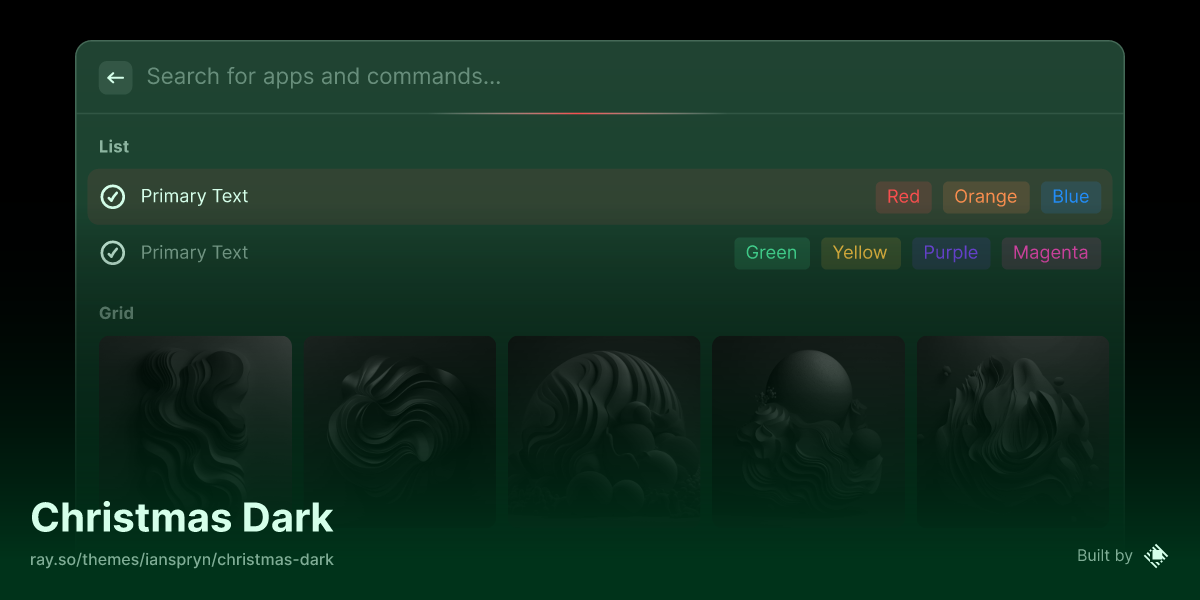 Search for apps and commands...
List
Primary Text Red Orange Blue
Primary Text Green Yellow Purple Magenta
Grid
Christmas Dark
ray.so/themes/ianspryn/christmas-dark
Built by